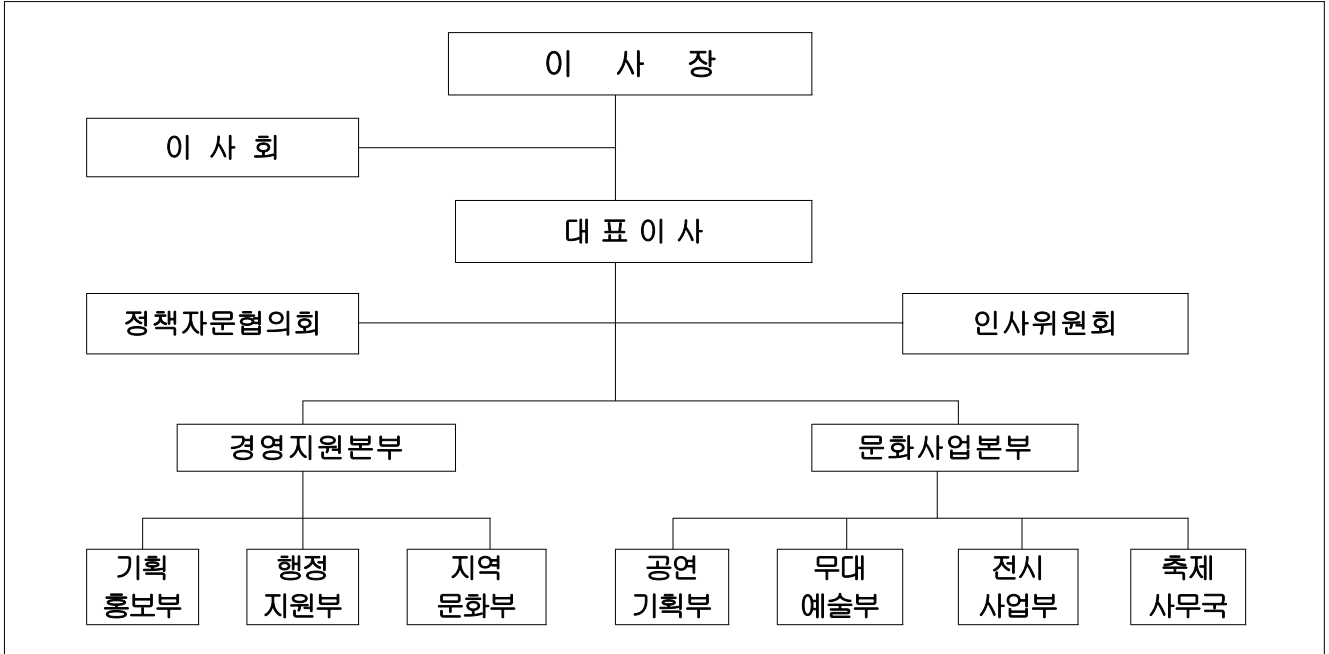 이 사 장
이 사 회
대 표 이 사
정책자문협의회
인사위원회
경영지원본부
문화사업본부
기획
홍보부
행정
지원부
지역
문화부
공연
기획부
무대
예술부
전시
사업부
축제
사무국